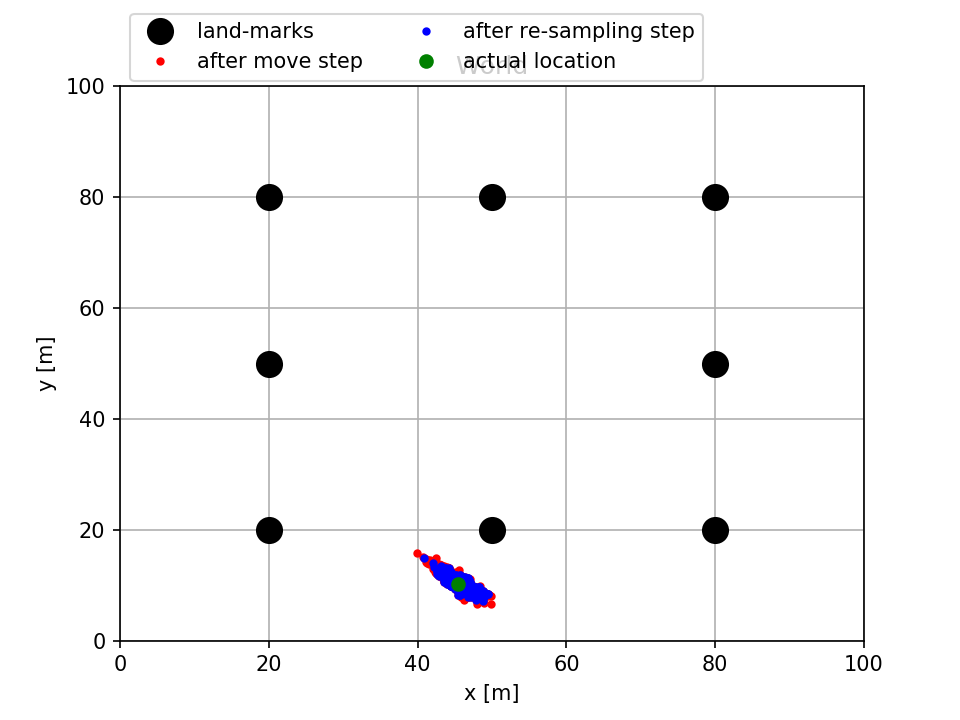 land-marks
after move step
after re-sampling step
actual location
World
100
80
60
40
20
0
y [m]
0 20 40 60 80 100
x [m]